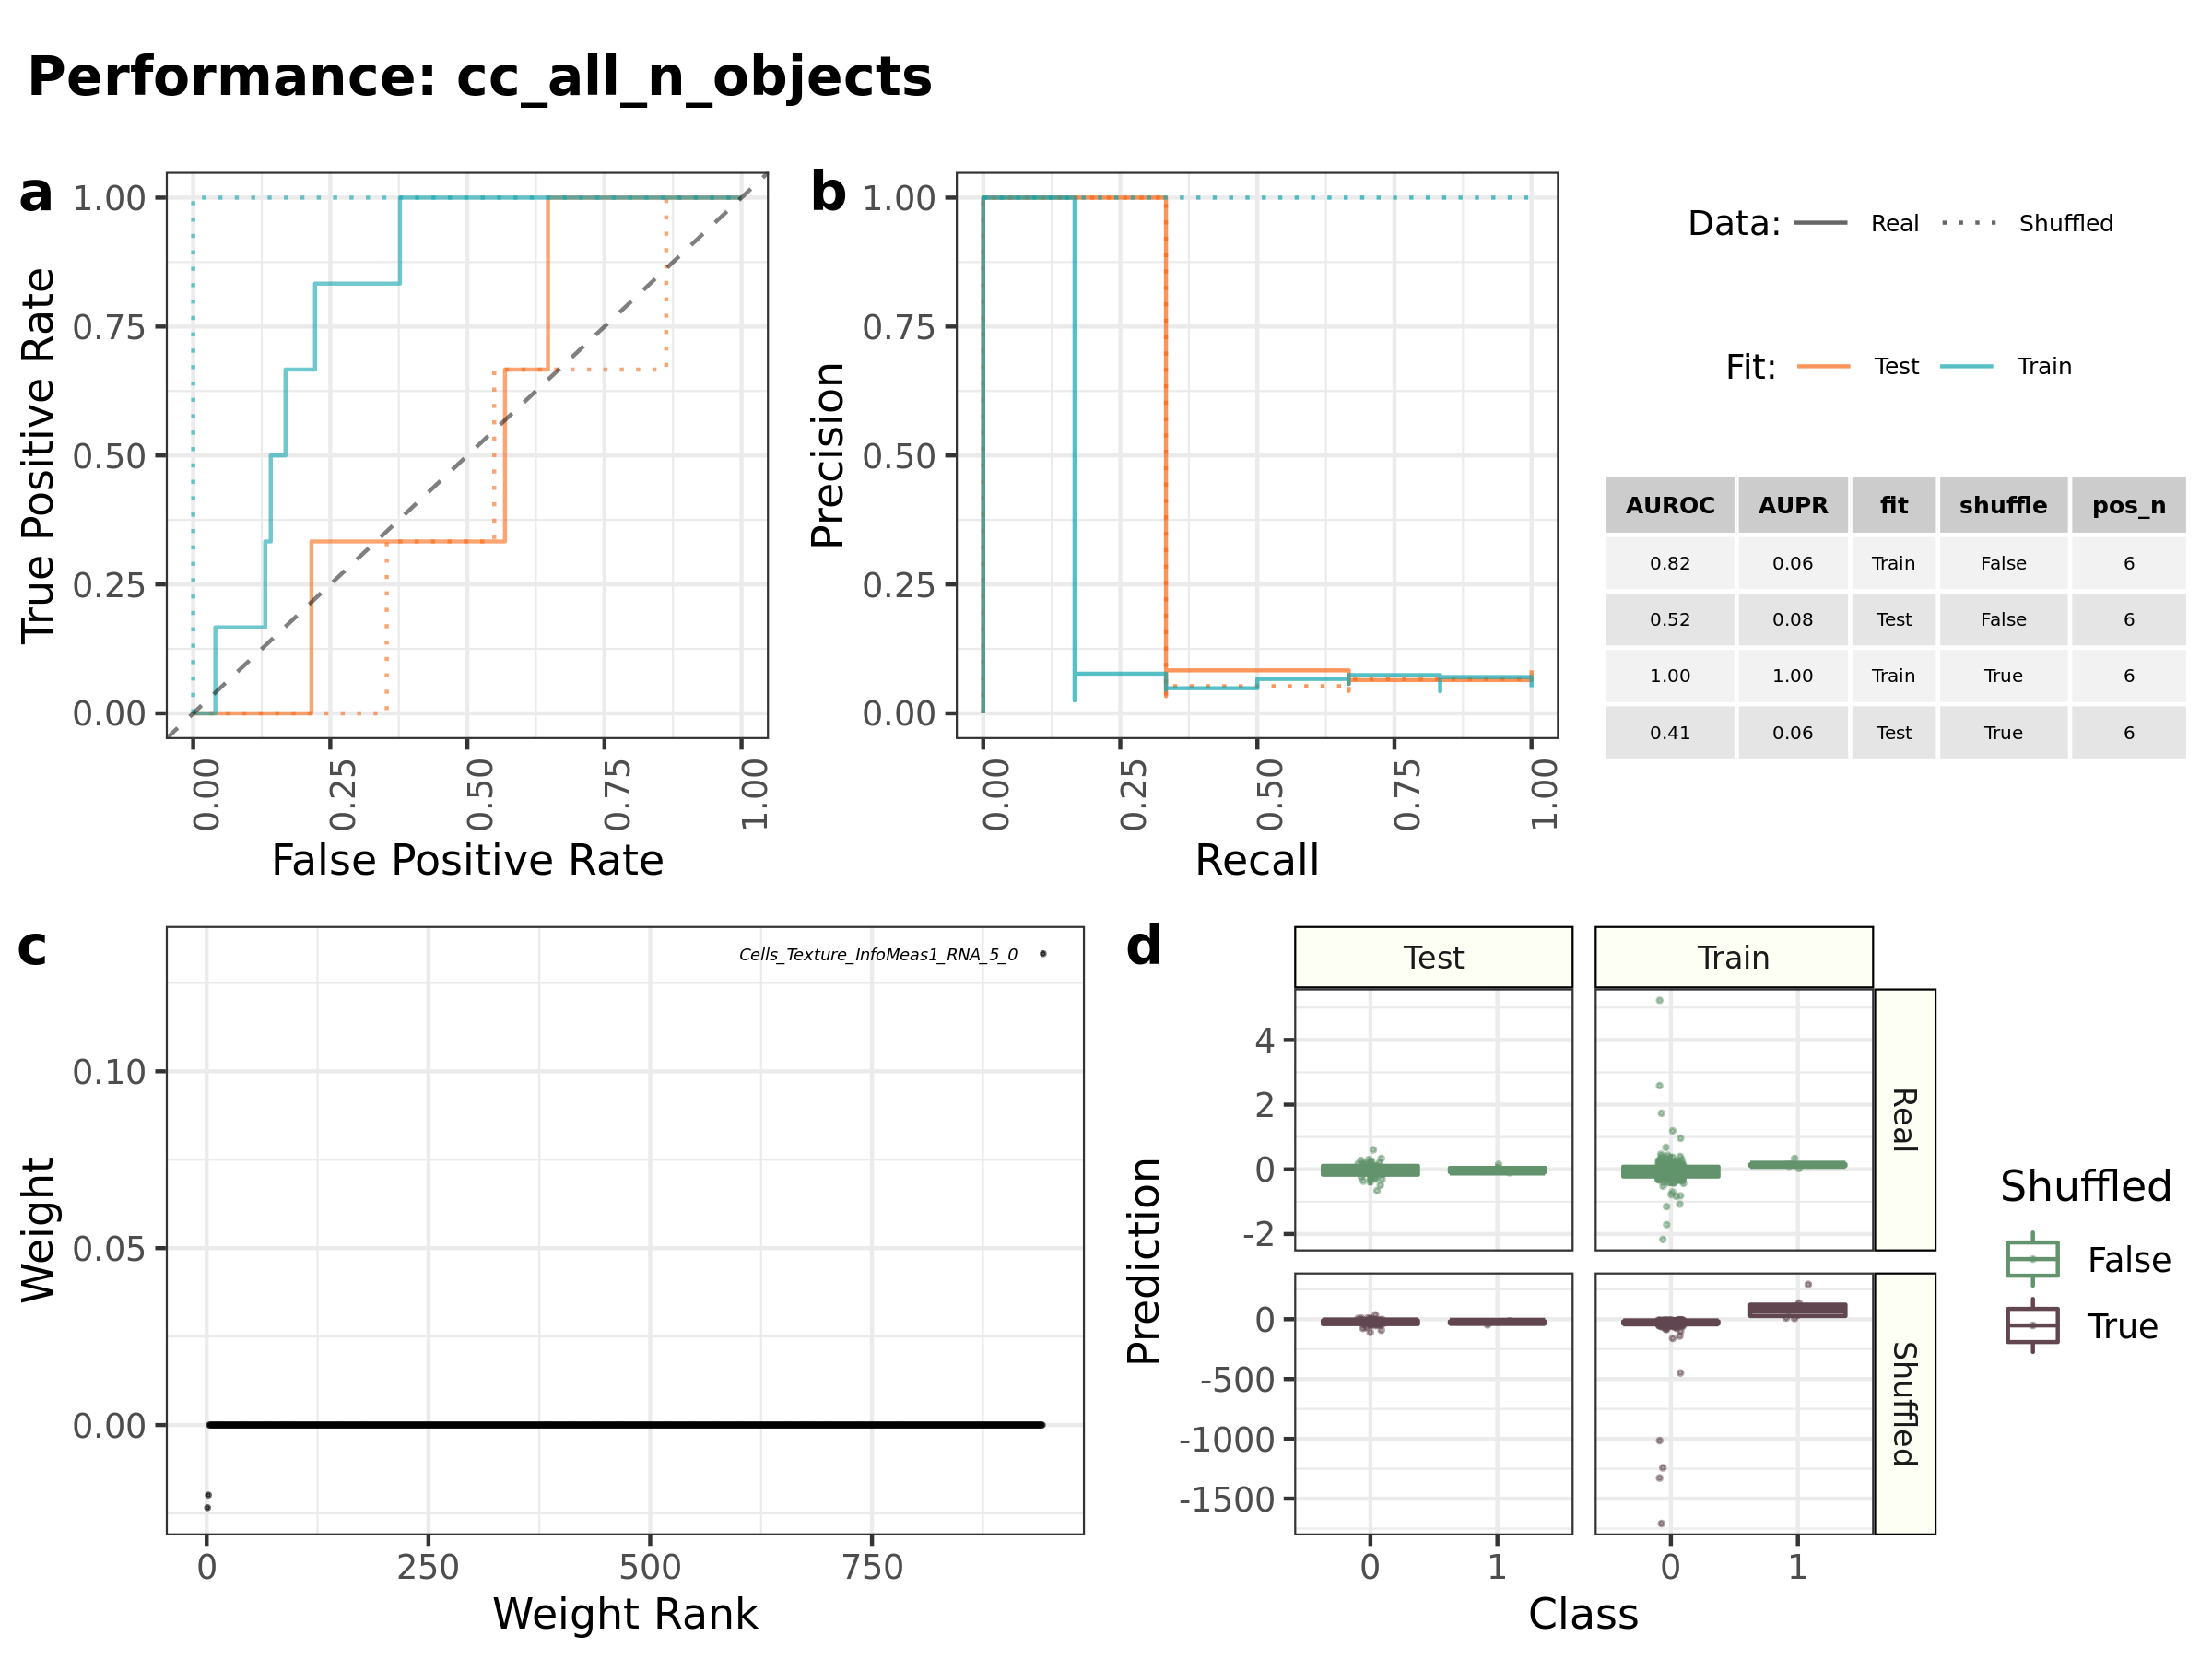 Performance: cc_all_n_objects
a
1.00
0.75
0.50
0.25
0.00
True Positive Rate
0.00 0.25 0.50 0.75 1.00
False Positive Rate
b
1.00
0.75
0.50
0.25
0.00
Precision
0.00 0.25 0.50 0.75 1.00
Recall
Data: Real Shuffled
Fit: Test Train
AUROC AUPR fit shuffle pos_n
0.82 0.06 Train False 6
0.52 0.08 Test False 6
1.00 1.00 Train True 6
0.41 0.06 Test True 6
c
Cells_Texture_InfoMeas1_RNA_5_0
0.10
0.05
0.00
Weight
0 250 500 750
Weight Rank
d
Test Train
4
2
0
-2
Real
0
-500
-1000
-1500
Shuffled
Prediction
0 1 0 1
Class
Shuffled
False
True